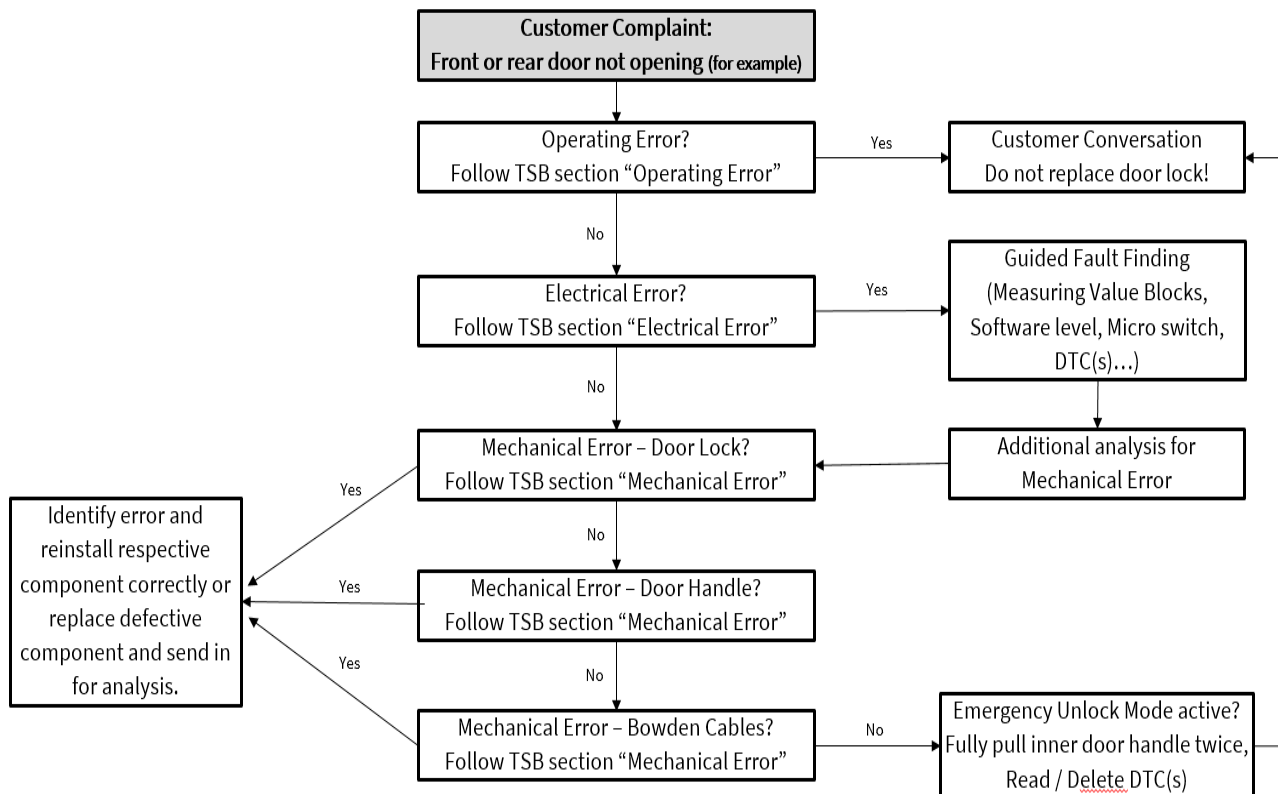 Customer Complaint:
Front or rear door not opening (for example)
Operating Error?
Follow TSB section “Operating Error”
Yes
Customer Conversation
Do not replace door lock!
No
Electrical Error?
Follow TSB section “Electrical Error”
Yes
Guided Fault Finding
(Measuring Value Blocks,
Software level, Micro switch,
DTC(s)…)
No
Mechanical Error – Door Lock?
Follow TSB section “Mechanical Error”
Additional analysis for
Mechanical Error
Yes
Identify error and
reinstall respective
component correctly or
replace defective
component and send in
for analysis.
No
Mechanical Error – Door Handle?
Follow TSB section “Mechanical Error”
Yes
No
Mechanical Error – Bowden Cables?
Follow TSB section “Mechanical Error”
Yes
No
Emergency Unlock Mode active?
Fully pull inner door handle twice,
Read / Delete DTC(s)